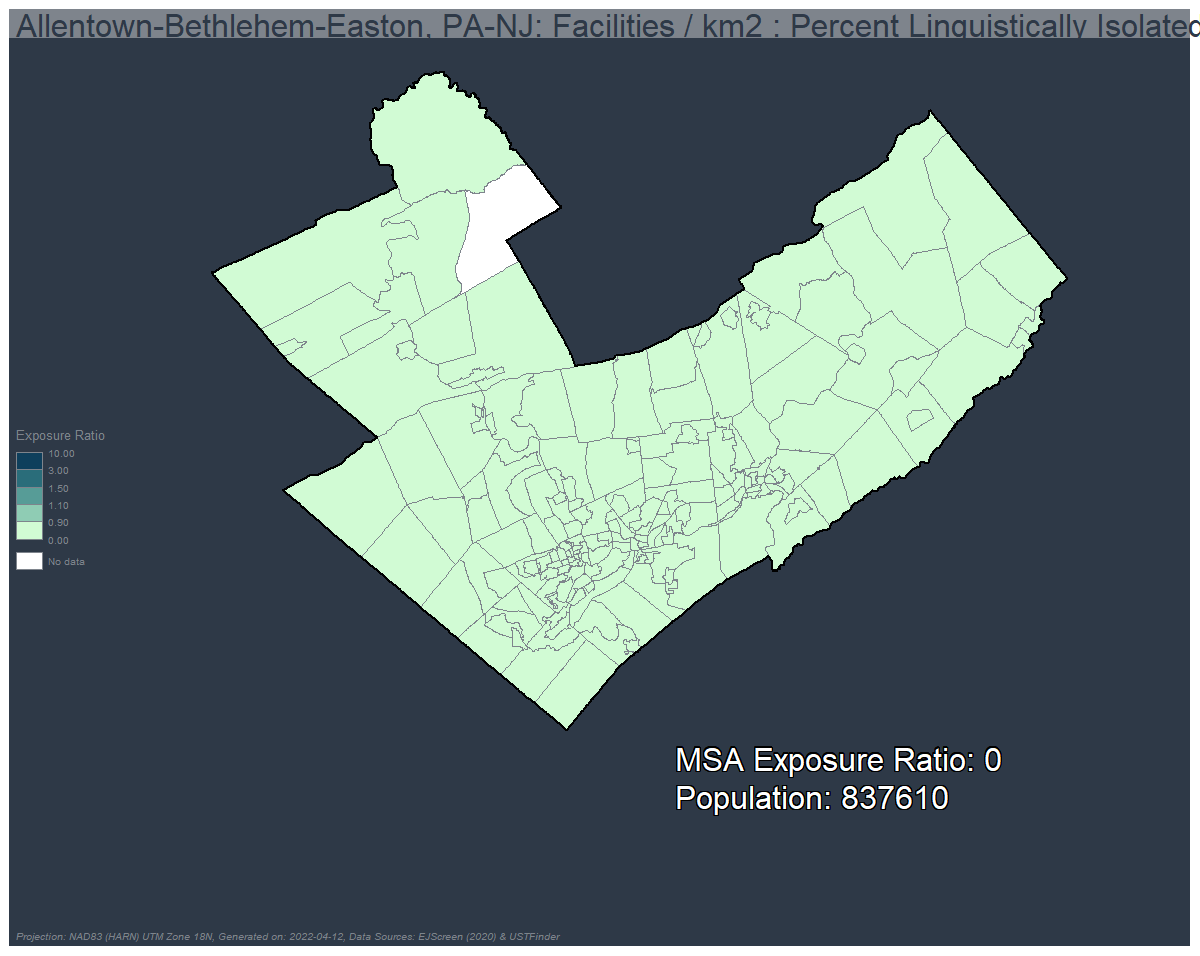 Allentown-Bethlehem-Easton, PA-NJ: Facilities / km2 : Percent Linguistically Isolated
Exposure Ratio
10.00
3.00
1.50
1.10
0.90
0.00
No data
MSA Exposure Ratio: 0
Population: 837610
Projection: NAD83 (HARN) UTM Zone 18N, Generated on: 2022-04-12, Data Sources: EJScreen (2020) & USTFinder